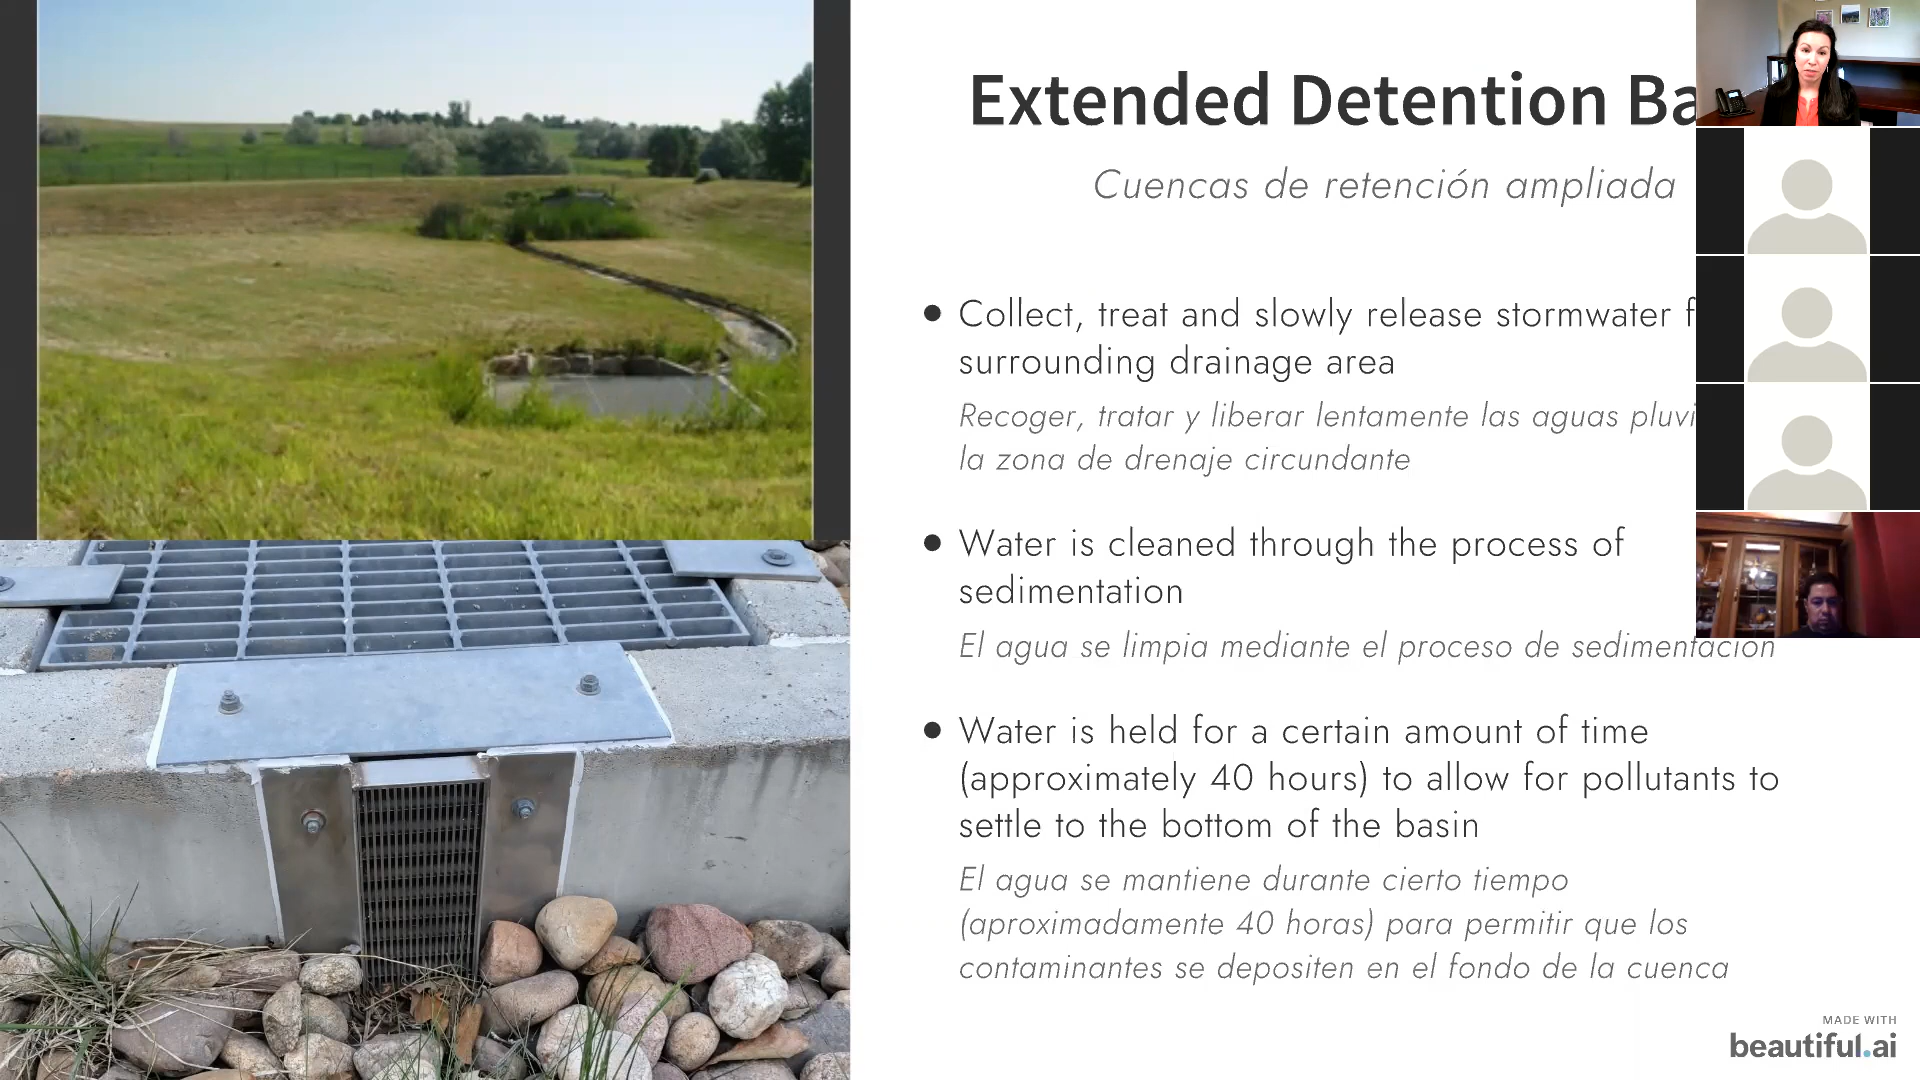 Extended Detention
Cuencas de retención ampliada
Collect, treat and slowly release stormwater
surrounding drainage area
Recoger, tratar y liberar lentamente las aguas
la zona de drenaje circundante
Water is cleaned through the process of
sedimentation
El agua se limpia mediante el proceso de sedimentación
Water is held for a certain amount of time
(approximately 40 hours) to allow for pollutants to
settle to the bottom of the basin
El agua se mantiene durante cierto tiempo
(aproximadamente 40 horas) para permitir que los
contaminantes se depositen en el fondo de la cuenca
MADE WITH
beautiful.ai